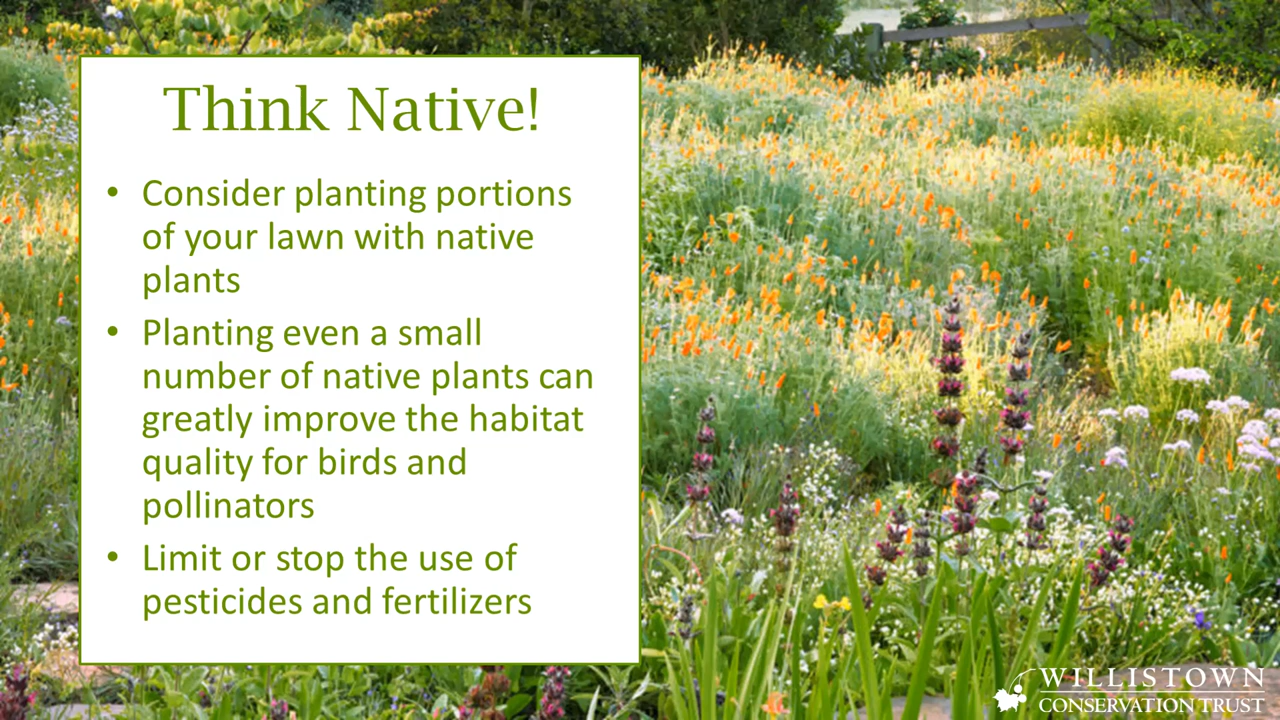 Think Native!
• Consider planting portions
of your lawn with native
plants
• Planting even a small
number of native plants can
greatly improve the habitat
quality for birds and
pollinators
• Limit or stop the use of
pesticides and fertilizers
WILLISTOWN
CONSERVATION TRUST